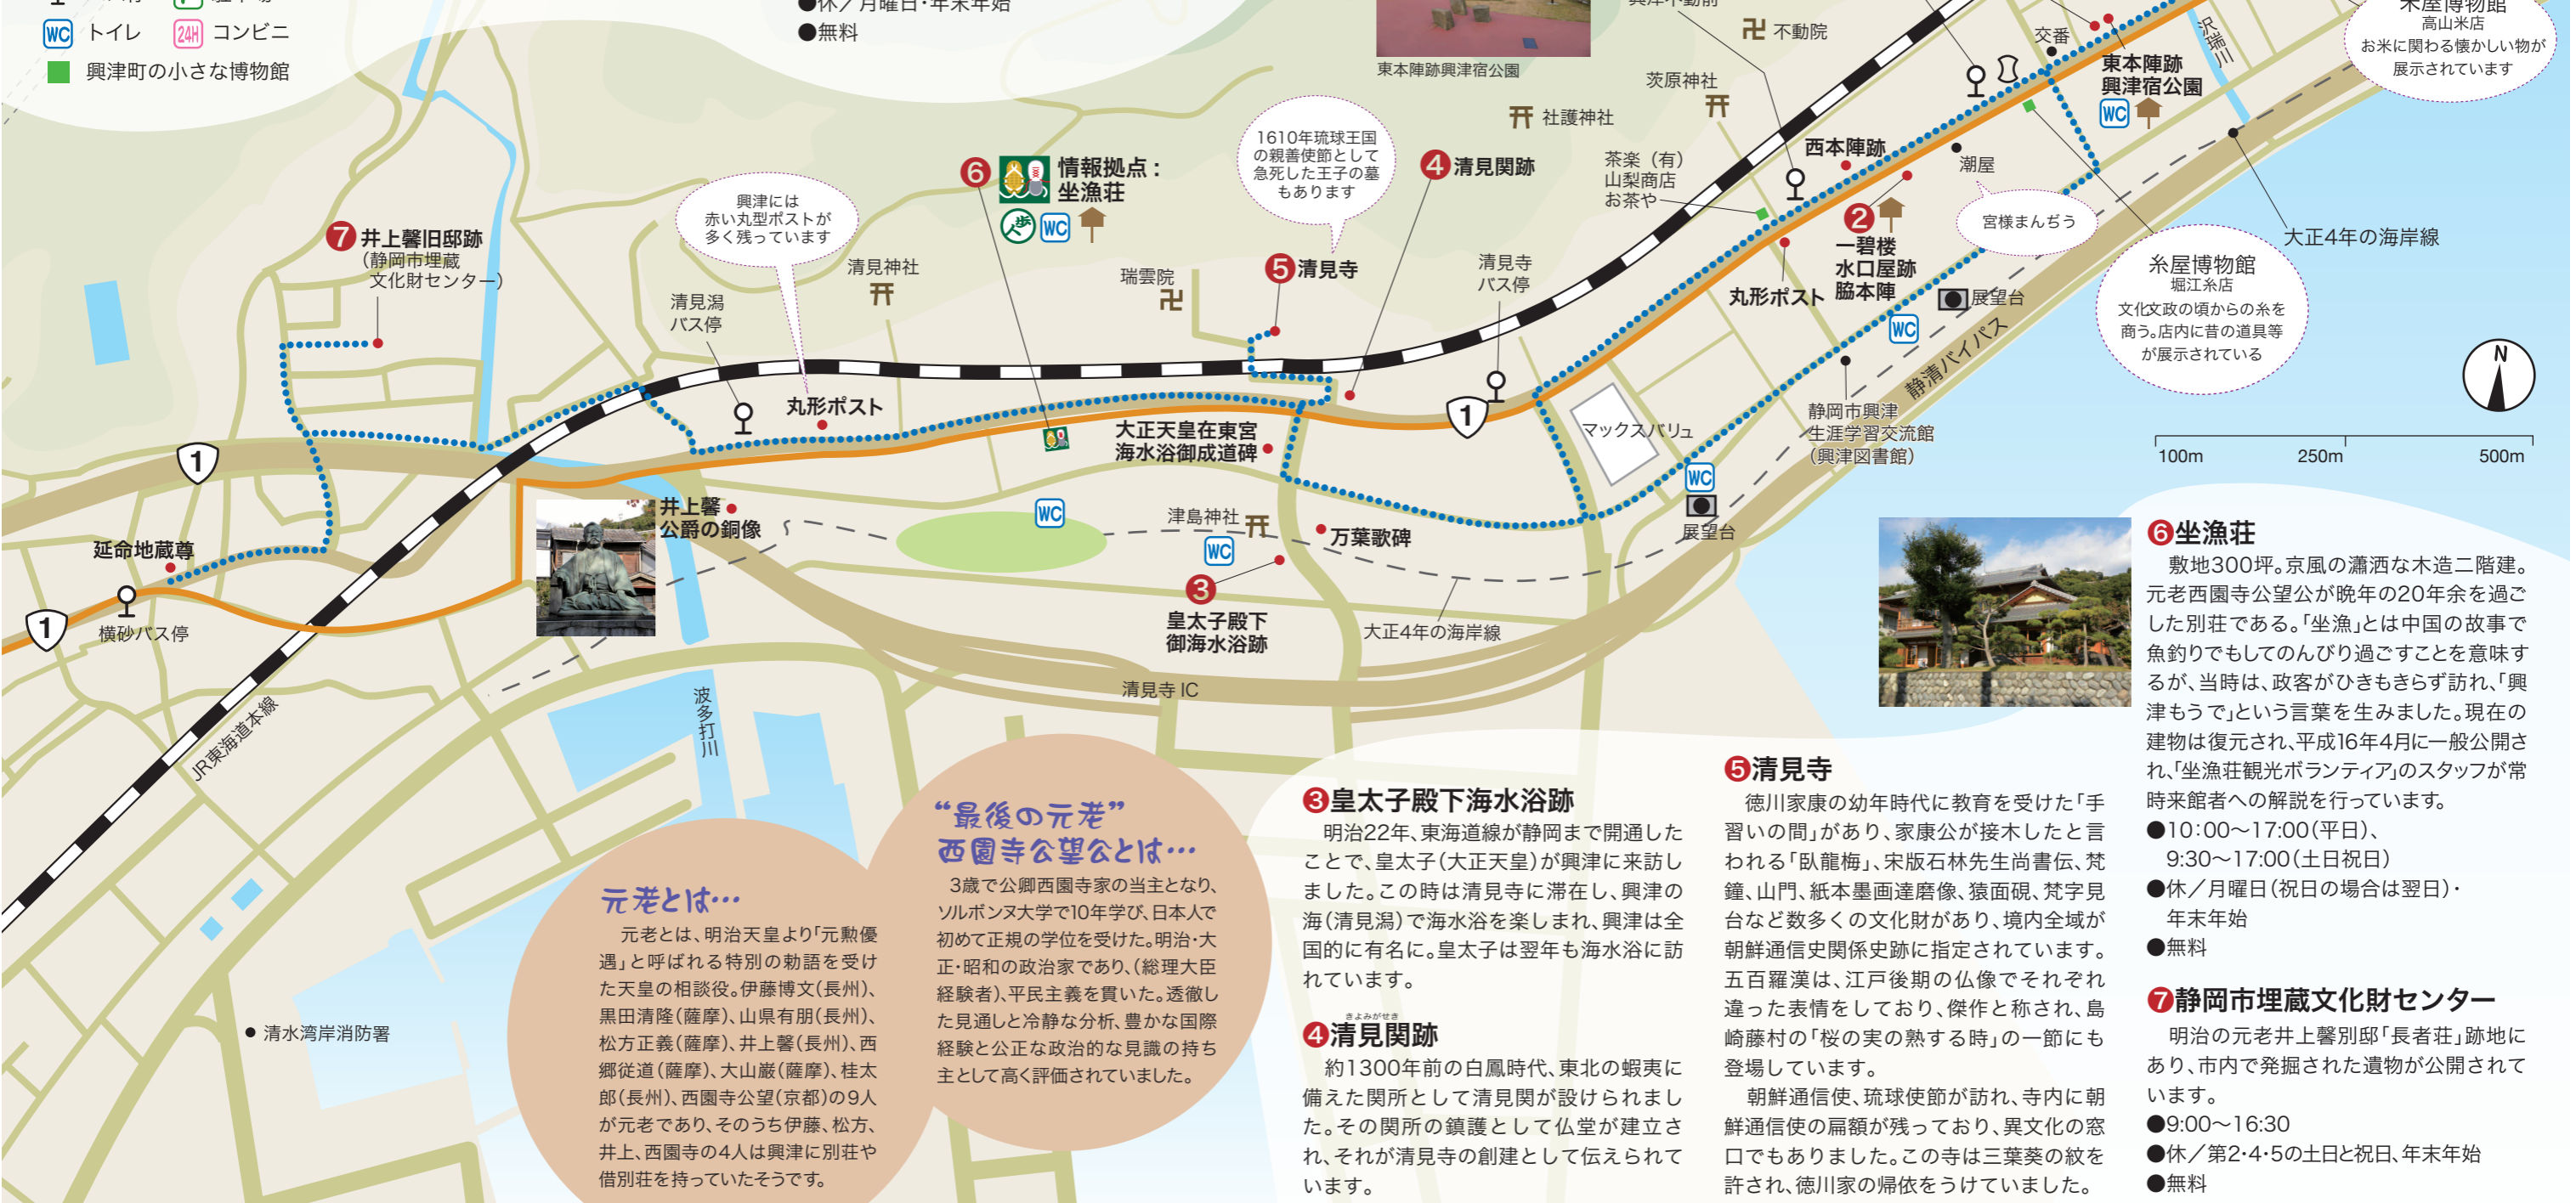 トイレ
24H コンビニ
興津町の小さな博物館
●休／月曜日・年末年始
●無料
東本陣跡興津宿公園
卍 不動院
茨原神社
社護神社
交番
沢端川
東本陣跡
興津宿公園
WC
米屋博物館
高山米店
お米に関わる懐かしい物が
展示されています
1610年琉球王国
の親善使節として
急死した王子の墓
もあります
❹清見関跡
茶楽（有）
山梨商店
お茶や
西本陣跡
潮屋
宮様まんぢう
大正4年の海岸線
❻
情報拠点：
坐漁荘
歩
WC
興津には
赤い丸型ポストが
多く残っています
❼井上馨旧邸跡
（静岡市埋蔵
文化財センター）
清見潟
バス停
清見神社
瑞雲院
卍
❺清見寺
清見寺
バス停
❷
一碧楼
水口屋跡
脇本陣
丸形ポスト
展望台
WC
糸屋博物館
堀江糸店
文化文政の頃からの糸を
商う。店内に昔の道具等
が展示されている
静清バイパス
N
100m 250m 500m
丸形ポスト
大正天皇在東宮
海水浴御成道碑
1
マックスバリュ
静岡市興津
生涯学習交流館
（興津図書館）
WC
展望台
1
延命地蔵尊
井上馨
公爵の銅像
WC
津島神社
WC
万葉歌碑
❸
皇太子殿下
御海水浴跡
大正4年の海岸線
1
横砂バス停
清見寺 IC
JR東海道本線
波多打川
清水湾岸消防署
元老とは…
元老とは、明治天皇より「元勲優
遇」と呼ばれる特別の勅語を受け
た天皇の相談役。伊藤博文（長州）、
黒田清隆（薩摩）、山県有朋（長州）、
松方正義（薩摩）、井上馨（長州）、西
郷従道（薩摩）、大山巌（薩摩）、桂太
郎（長州）、西園寺公望（京都）の9人
が元老であり、そのうち伊藤、松方、
井上、西園寺の4人は興津に別荘や
借別荘を持っていたそうです。
“最後の元老”
西園寺公望公とは…
3歳で公卿西園寺家の当主となり、
ソルボンヌ大学で10年学び、日本人で
初めて正規の学位を受けた。明治・大
正・昭和の政治家であり、（総理大臣
経験者）、平民主義を貫いた。透徹し
た見通しと冷静な分析、豊かな国際
経験と公正な政治的な見識の持ち
主として高く評価されていました。
❸皇太子殿下海水浴跡
明治22年、東海道線が静岡まで開通した
ことで、皇太子（大正天皇）が興津に来訪し
ました。この時は清見寺に滞在し、興津の
海（清見潟）で海水浴を楽しまれ、興津は全
国的に有名に。皇太子は翌年も海水浴に訪
れています。
きよみがせき
❹清見関跡
約1300年前の白鳳時代、東北の蝦夷に
備えた関所として清見関が設けられまし
た。その関所の鎮護として仏堂が建立さ
れ、それが清見寺の創建として伝えられて
います。
❺清見寺
徳川家康の幼年時代に教育を受けた「手
習いの間」があり、家康公が接木したと言
われる「臥龍梅」、宋版石林先生尚書伝、梵
鐘、山門、紙本墨画達磨像、猿面硯、梵字見
台など数多くの文化財があり、境内全域が
朝鮮通信史関係史跡に指定されています。
五百羅漢は、江戸後期の仏像でそれぞれ
違った表情をしており、傑作と称され、島
崎藤村の「桜の実の熟する時」の一節にも
登場しています。
朝鮮通信使、琉球使節が訪れ、寺内に朝
鮮通信使の扁額が残っており、異文化の窓
口でもありました。この寺は三葉葵の紋を
許され、徳川家の帰依をうけていました。
❻坐漁荘
敷地300坪。京風の瀟洒な木造二階建。
元老西園寺公望公が晩年の20年余を過ご
した別荘である。「坐漁」とは中国の故事で
魚釣りでもしてのんびり過ごすことを意味す
るが、当時は、政客がひきもきらず訪れ、「興
津もうで」という言葉を生みました。現在の
建物は復元され、平成16年4月に一般公開さ
れ、「坐漁荘観光ボランティア」のスタッフが常
時来館者への解説を行っています。
●10：00〜17:00（平日）、
9:30〜17:00（土日祝日）
●休／月曜日（祝日の場合は翌日）・
年末年始
●無料
❼静岡市埋蔵文化財センター
明治の元老井上馨別邸「長者荘」跡地に
あり、市内で発掘された遺物が公開されて
います。
●9:00〜16:30
●休／第2・4・5の土日と祝日、年末年始
●無料